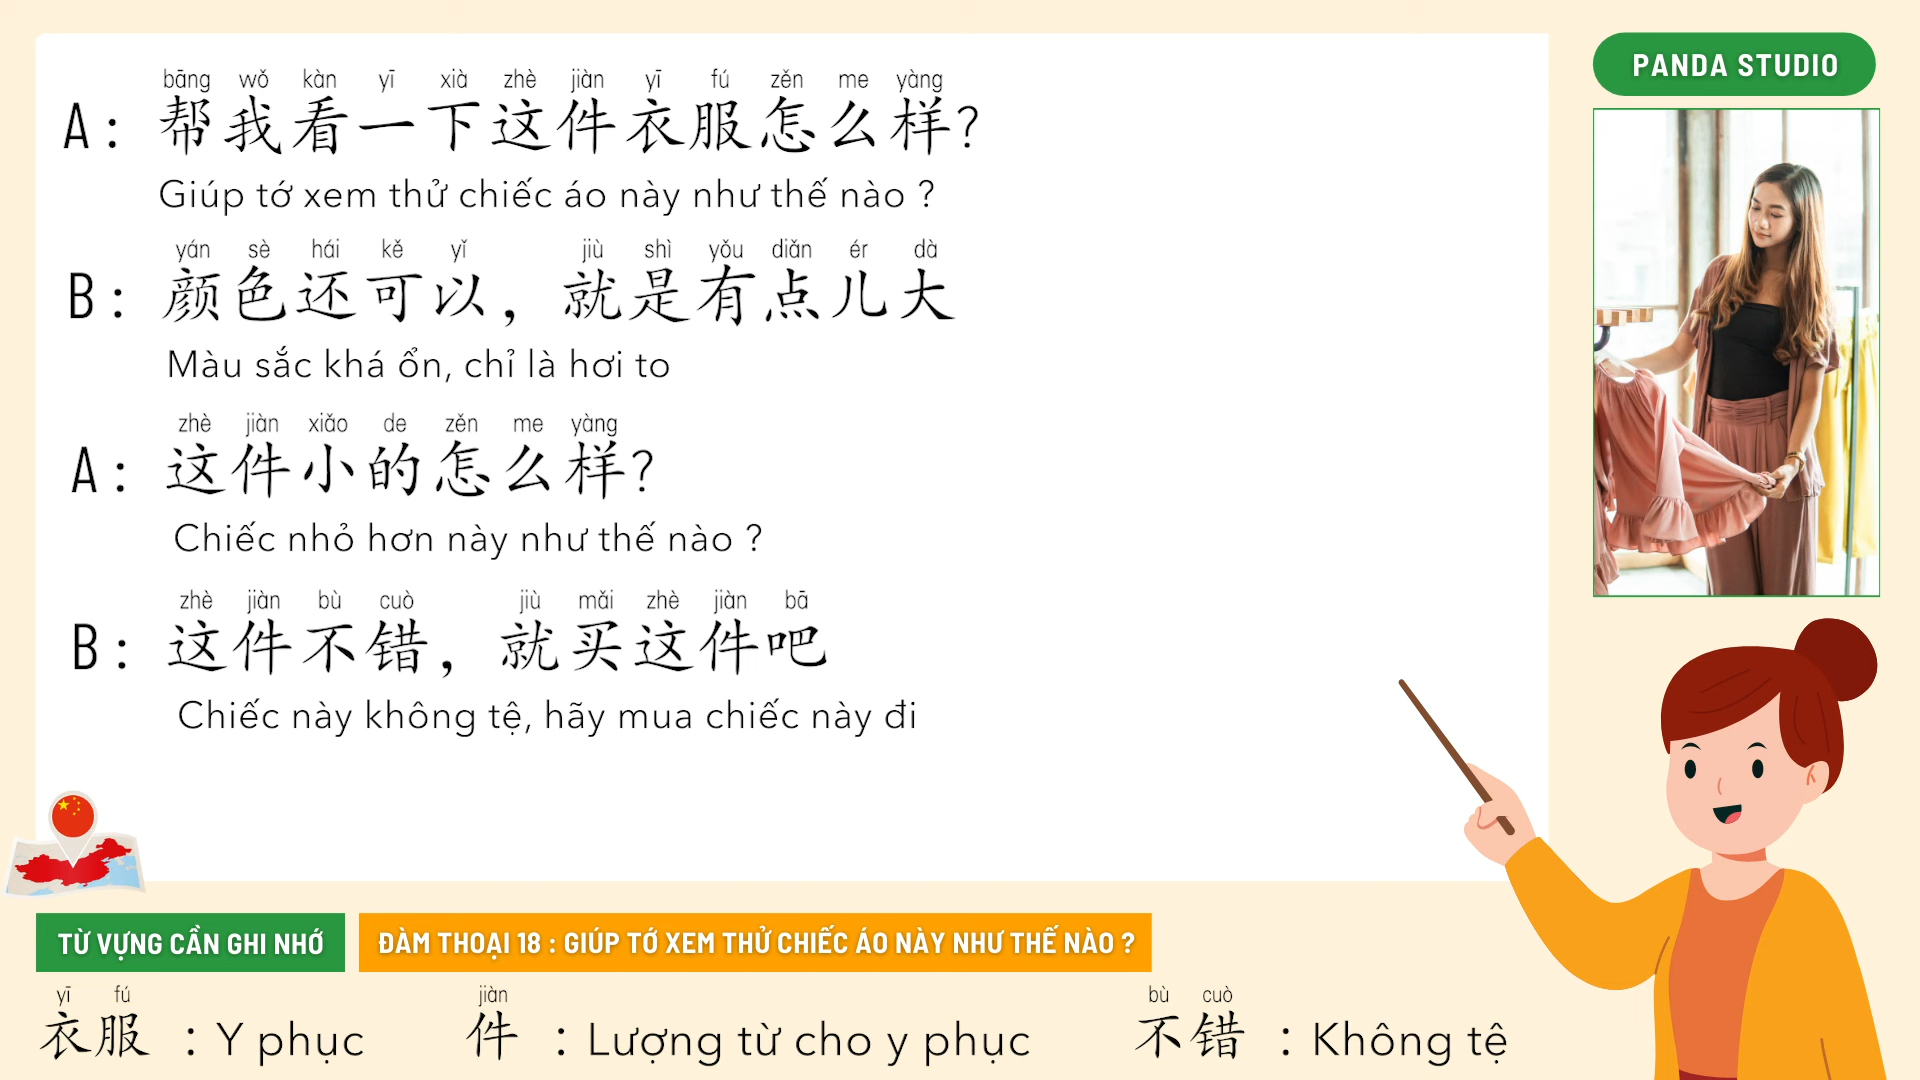 PANDA STUDIO
bāng wǒ kàn yī xià zhè jiàn yī fú zěn me yàng
A : 帮我看一下这件衣服怎么样?
Giúp tớ xem thử chiếc áo này như thế nào ?
yán sè hái kě yǐ jiù shì yǒu diǎn ér dà
B : 颜色还可以，就是有点儿大
Màu sắc khá ổn, chỉ là hơi to
zhè jiàn xiǎo de zěn me yàng
A : 这件小的怎么样?
Chiếc nhỏ hơn này như thế nào ?
zhè jiàn bù cuò jiù mǎi zhè jiàn bā
B : 这件不错，就买这件吧
Chiếc này không tệ, hãy mua chiếc này đi
TỪ VỰNG CẦN GHI NHỚ
ĐÀM THOẠI 18 : GIÚP TỚ XEM THỬ CHIẾC ÁO NÀY NHƯ THẾ NÀO ?
yī fú jiàn bù cuò
衣服 : Y phục 件 : Lượng từ cho y phục 不错 : Không tệ